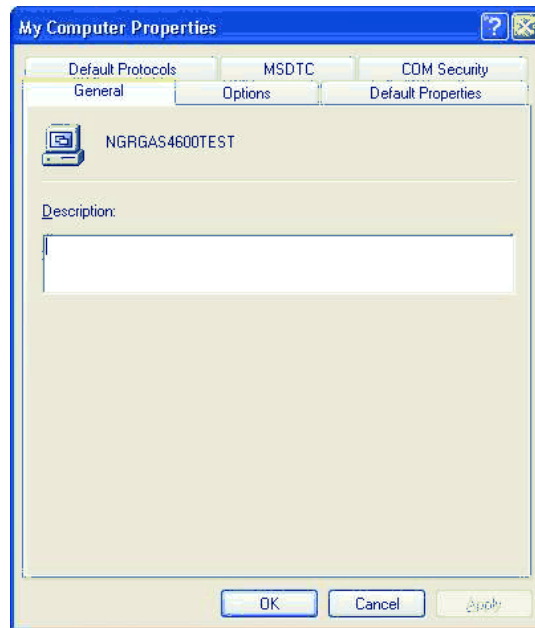 My Computer Properties
Default Protocols MSDTC COM Security
General Options Default Properties
NGRGAS4600TEST
Description:
OK Cancel Apply